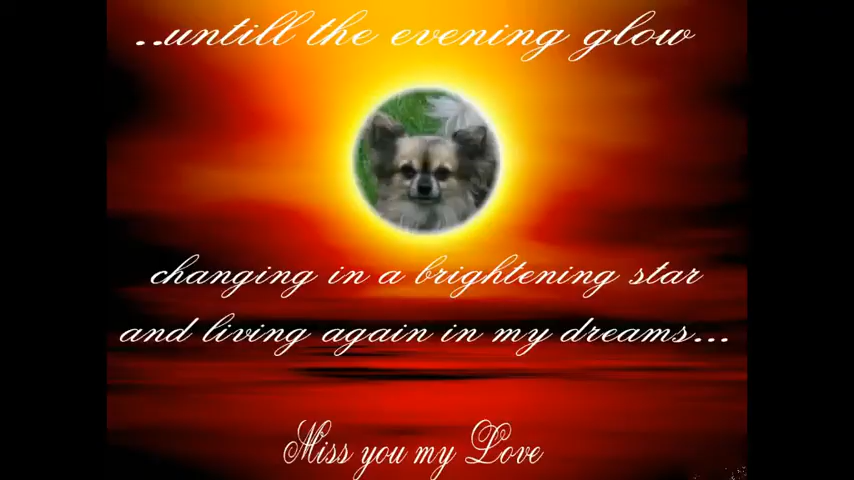 ..untill the evening glow
changing in a brightening star
and living again in my dreams...
Miss you my Love